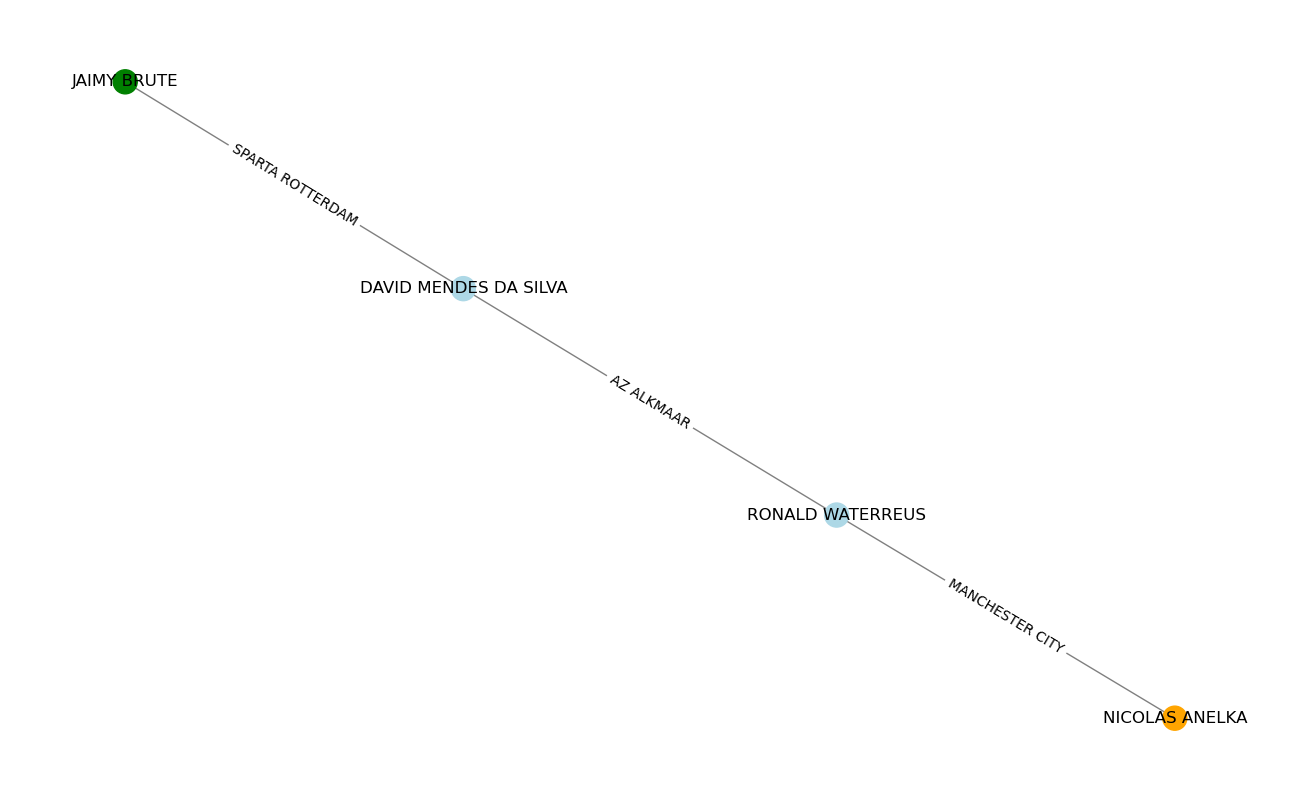 JAIMY BRUTE
SPARTA ROTTERDAM
DAVID MENDES DA SILVA
AZ ALKMAAR
RONALD WATERREUS
MANCHESTER CITY
NICOLAS ANELKA